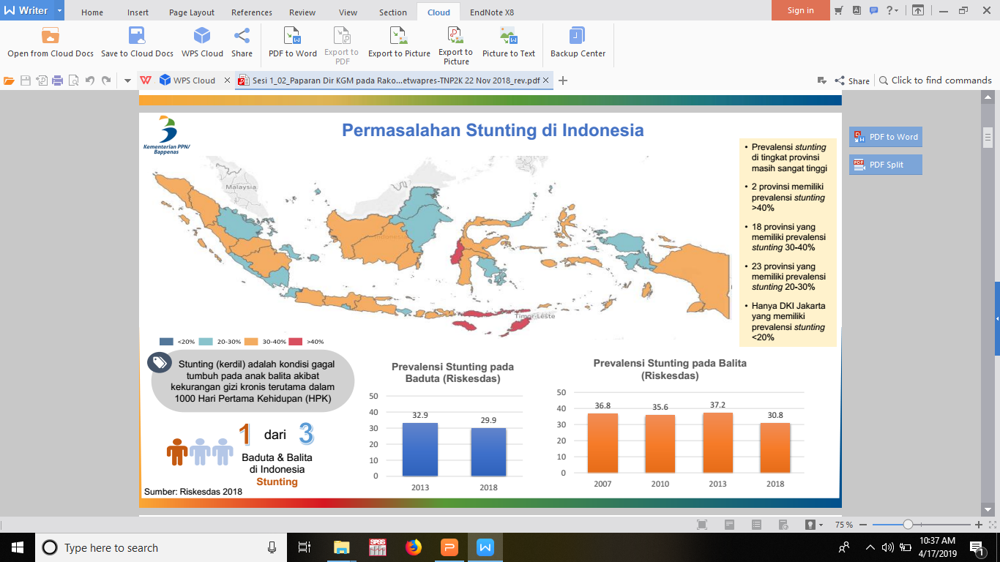 Writer
Home
Insert
Page Layout
References
Review
View
Section
Cloud
EndNote X8
Sign in
Open from Cloud Docs
Save to Cloud Docs
WPS Cloud
Share
PDF to Word
Export to
PDF
Export to Picture
Export to
Picture
Picture to Text
Backup Center
WPS Cloud
Sesi 1_02_Paparan Dir KGM pada Rako...etwapres-TNP2K 22 Nov 2018_rev.pdf
Share
Click to find commands
PDF to Word
PDF Split
Kementerian PPN/
Bappenas
Permasalahan Stunting di Indonesia
Malaysia
Indonesia
Timor-Leste
<20%
20-30%
30-40%
>40%
• Prevalensi stunting
di tingkat provinsi
masih sangat tinggi
• 2 provinsi memiliki
prevalensi stunting
>40%
• 18 provinsi yang
memiliki prevalensi
stunting 30-40%
• 23 provinsi yang
memiliki prevalensi
stunting 20-30%
• Hanya DKI Jakarta
yang memiliki
prevalensi stunting
<20%
Stunting (kerdil) adalah kondisi gagal
tumbuh pada anak balita akibat
kekurangan gizi kronis terutama dalam
1000 Hari Pertama Kehidupan (HPK)
1 dari 3
Baduta & Balita
di Indonesia
Stunting
Sumber: Riskesdas 2018
Prevalensi Stunting pada
Baduta (Riskesdas)
50
40
30
20
10
0
32.9
29.9
2013
2018
Prevalensi Stunting pada Balita
(Riskesdas)
50
40
30
20
10
0
36.8
35.6
37.2
30.8
2007
2010
2013
2018
75 %
Type here to search
SPSS
10:37 AM
4/17/2019
1